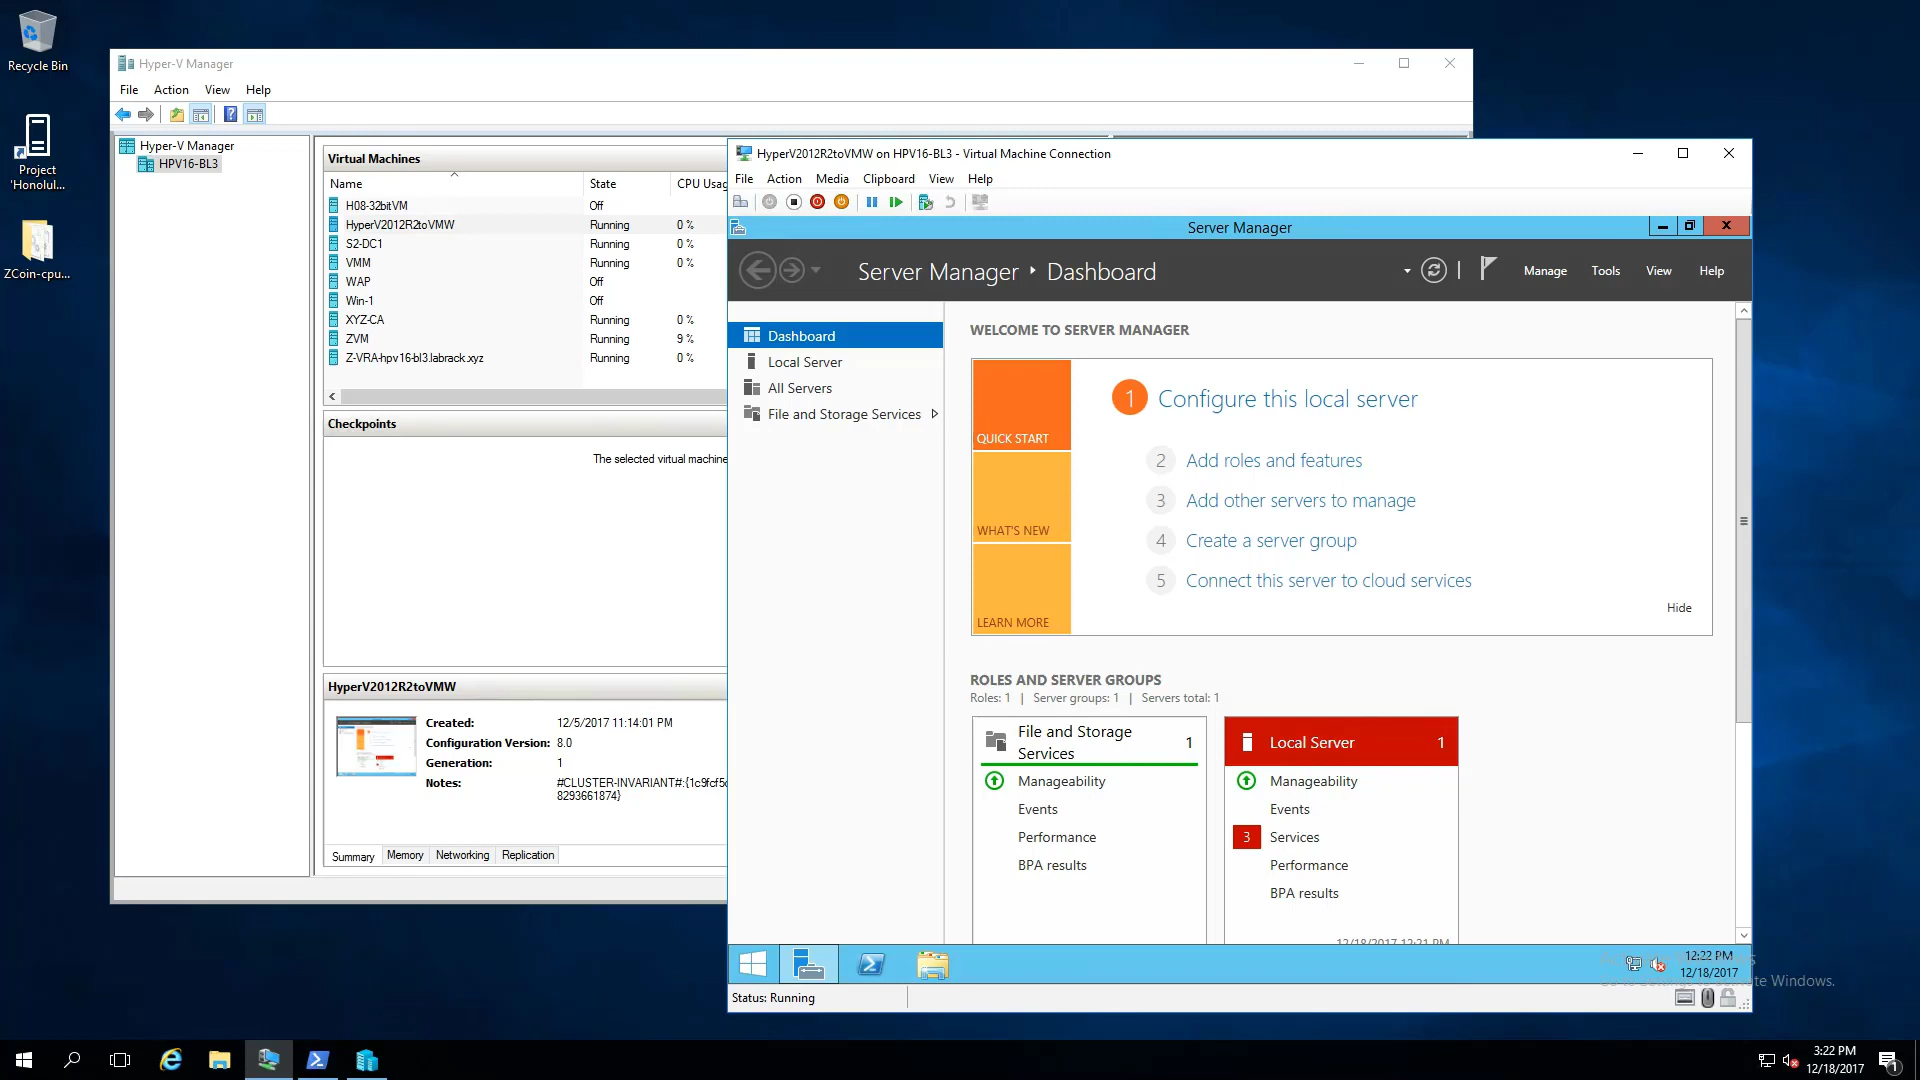 Recycle Bin
Project
'Honolul...
ZCoin-cpu...
Hyper-V Manager
File Action View Help
Hyper-V Manager
HPV16-BL3
Virtual Machines
Name State CPU Usag
H08-32bitVM Off
HyperV2012R2toVMW Running 0 %
S2-DC1 Running 0 %
VMM Running 0 %
WAP Off
Win-1 Off
XYZ-CA Running 0 %
ZVM Running 9 %
Z-VRA-hpv16-bl3.labrack.xyz Running 0 %
Checkpoints
The selected virtual machine
HyperV2012R2toVMW
Created: 12/5/2017 11:14:01 PM
Configuration Version: 8.0
Generation: 1
Notes: #CLUSTER-INVARIANT#:{1c9fcf5c
8293661874}
Summary Memory Networking Replication
HyperV2012R2toVMW on HPV16-BL3 - Virtual Machine Connection
File Action Media Clipboard View Help
Server Manager
Server Manager Dashboard
Manage Tools View Help
Dashboard
Local Server
All Servers
File and Storage Services
WELCOME TO SERVER MANAGER
QUICK START
WHAT'S NEW
LEARN MORE
1 Configure this local server
2 Add roles and features
3 Add other servers to manage
4 Create a server group
5 Connect this server to cloud services
Hide
ROLES AND SERVER GROUPS
Roles: 1 | Server groups: 1 | Servers total: 1
File and Storage
Services 1
Manageability
Events
Performance
BPA results
Local Server 1
Manageability
Events
3 Services
Performance
BPA results
12/18/2017 12:21 PM
12:22 PM
12/18/2017
te Windows.
Status: Running
3:22 PM
12/18/2017
1